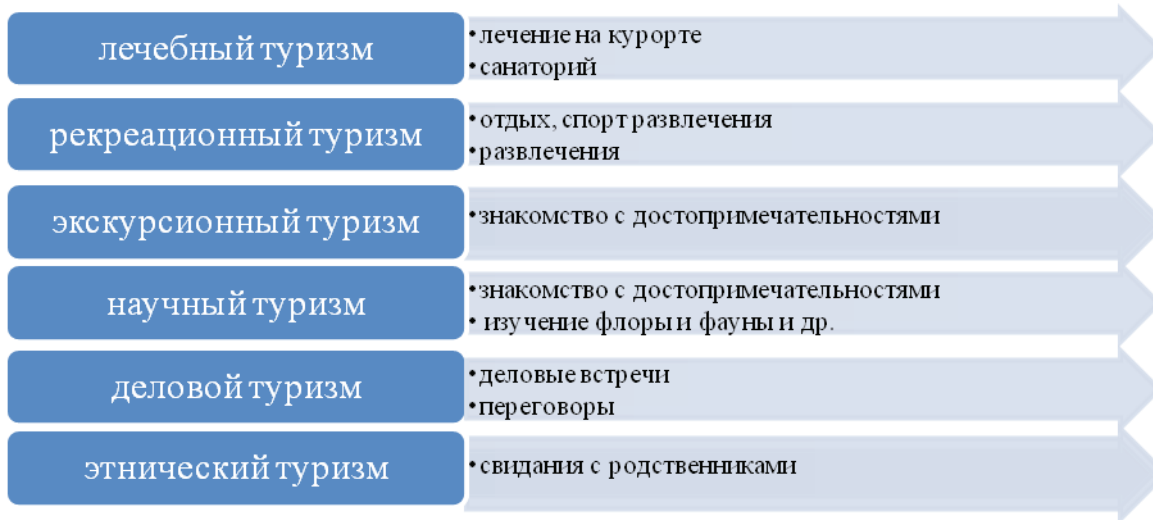 лечебный туризм
•лечение на курорте
•санаторий
рекреационный туризм
•отдых, спорт развлечения
•развлечения
экскурсионный туризм
•знакомство с достопримечательностями
научный туризм
•знакомство с достопримечательностями
• изучение флоры и фауны и др.
деловой туризм
•деловые встречи
•переговоры
этнический туризм
•свидания с родственниками